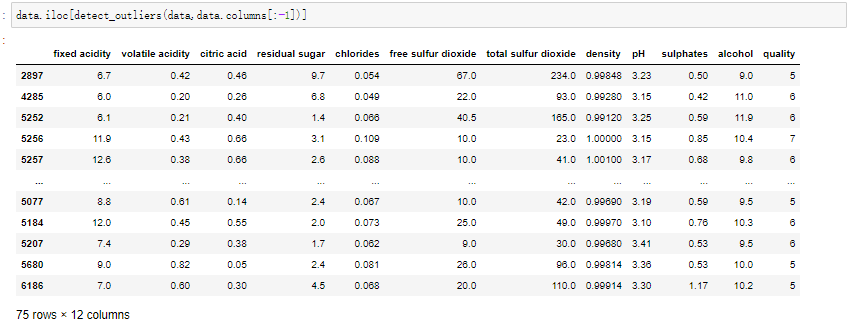 : data.iloc[detect_outliers(data,data.columns[:-1])]
:
fixed acidity volatile acidity citric acid residual sugar chlorides free sulfur dioxide total sulfur dioxide density pH sulphates alcohol quality
2897 6.7 0.42 0.46 9.7 0.054 67.0 234.0 0.99848 3.23 0.50 9.0 5
4285 6.0 0.20 0.26 6.8 0.049 22.0 93.0 0.99280 3.15 0.42 11.0 6
5252 6.1 0.21 0.40 1.4 0.066 40.5 165.0 0.99120 3.25 0.59 11.9 6
5256 11.9 0.43 0.66 3.1 0.109 10.0 23.0 1.00000 3.15 0.85 10.4 7
5257 12.6 0.38 0.66 2.6 0.088 10.0 41.0 1.00100 3.17 0.68 9.8 6
... ... ... ... ... ... ... ... ... ... ... ... ...
5077 8.8 0.61 0.14 2.4 0.067 10.0 42.0 0.99690 3.19 0.59 9.5 5
5184 12.0 0.45 0.55 2.0 0.073 25.0 49.0 0.99970 3.10 0.76 10.3 6
5207 7.4 0.29 0.38 1.7 0.062 9.0 30.0 0.99680 3.41 0.53 9.5 6
5680 9.0 0.82 0.05 2.4 0.081 26.0 96.0 0.99814 3.36 0.53 10.0 5
6186 7.0 0.60 0.30 4.5 0.068 20.0 110.0 0.99914 3.30 1.17 10.2 5
75 rows × 12 columns